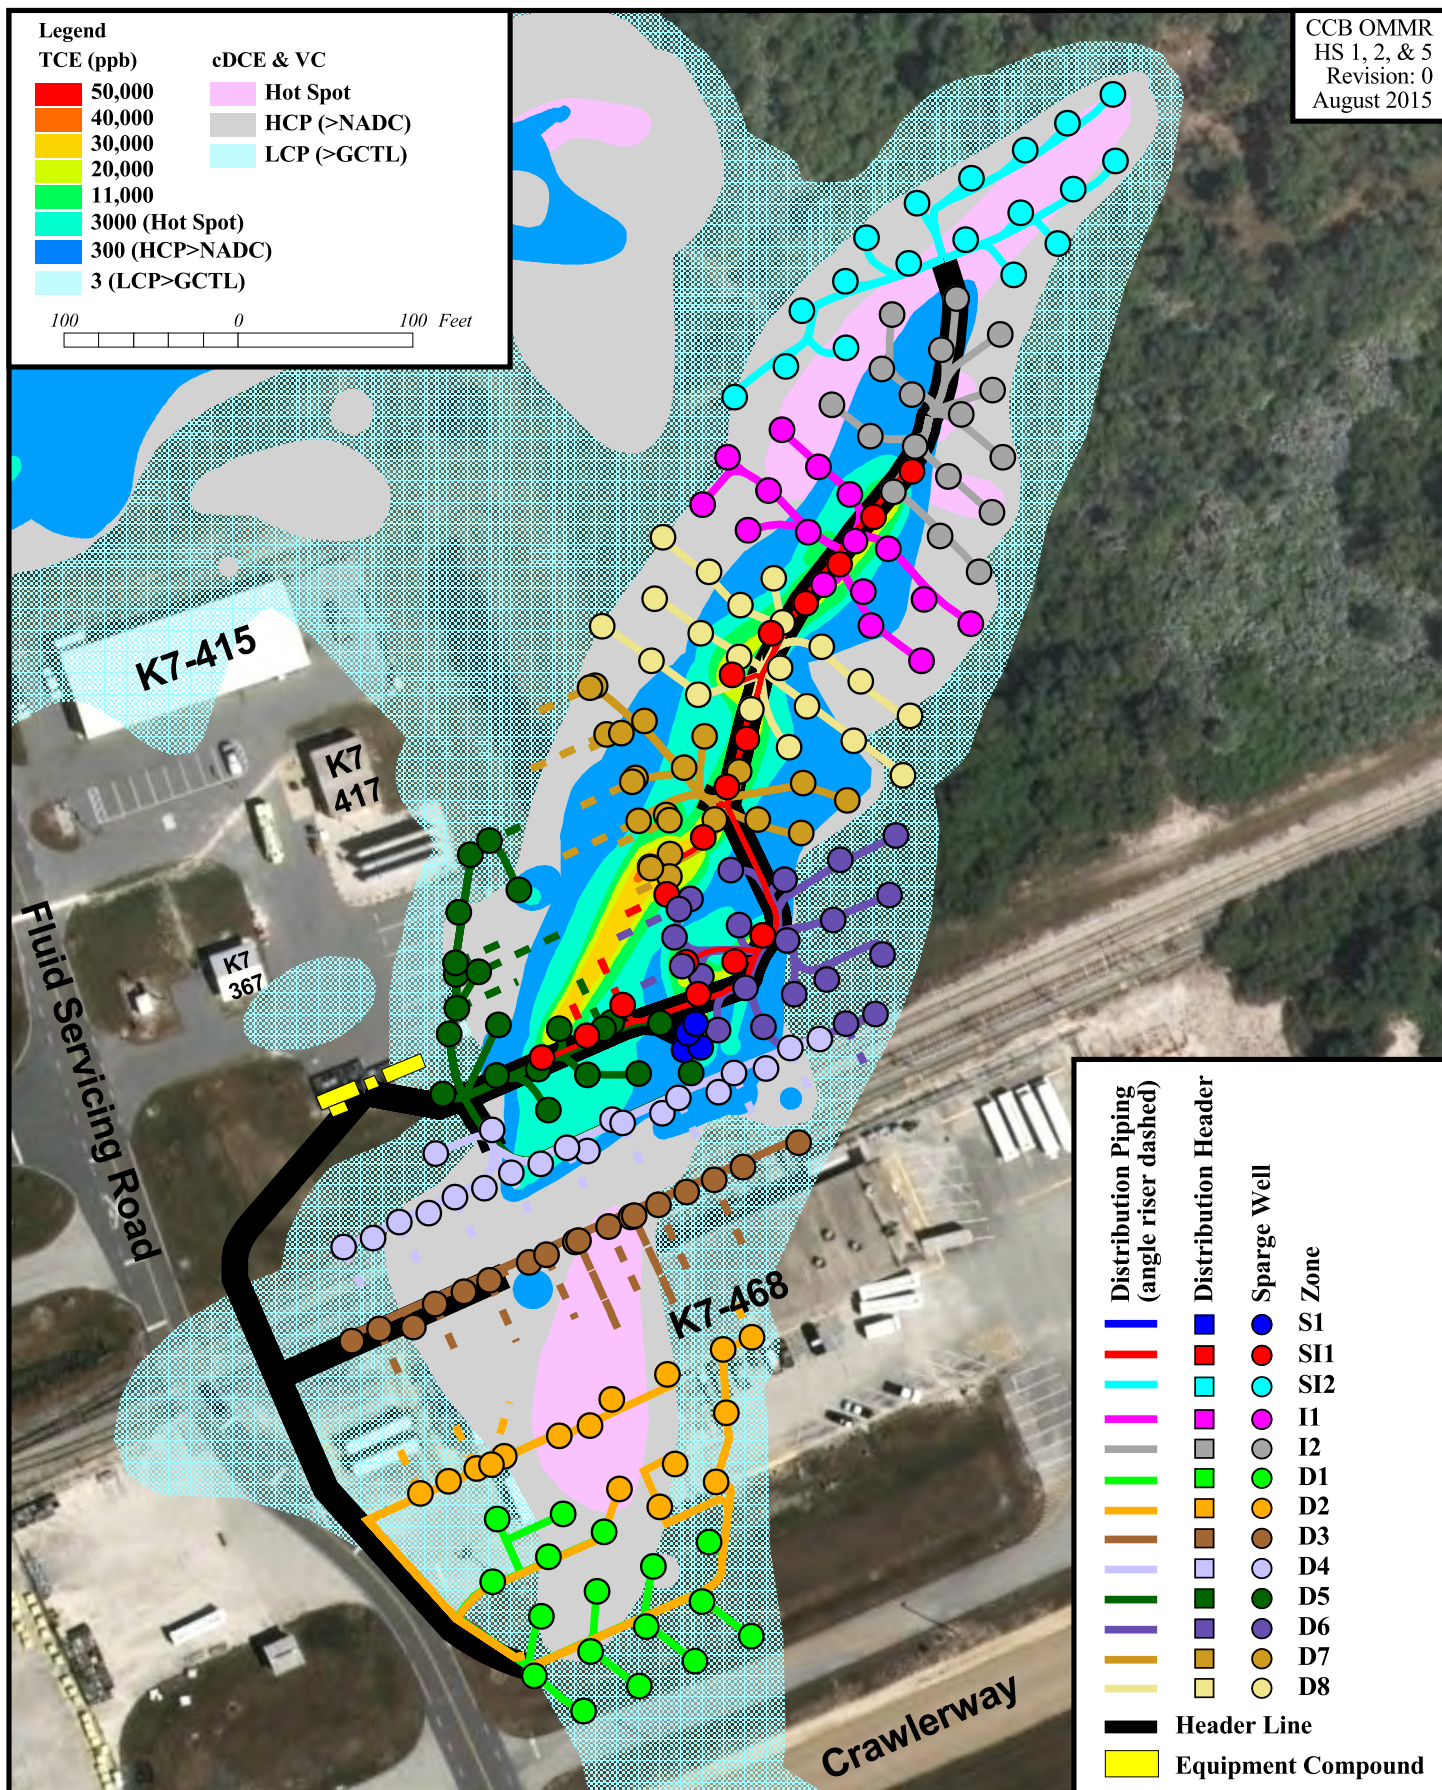 Legend
TCE (ppb)
50,000
40,000
30,000
20,000
11,000
3000 (Hot Spot)
300 (HCP>NADC)
3 (LCP>GCTL)
cDCE & VC
Hot Spot
HCP (>NADC)
LCP (>GCTL)
100 0 100 Feet
CCB OMMR
HS 1, 2, & 5
Revision: 0
August 2015
K7-415
K7
417
K7
367
Fluid Servicing Road
K7-468
Crawlerway
Distribution Piping
(angle riser dashed)
Distribution Header
Sparge Well
Zone
S1
SI1
SI2
I1
I2
D1
D2
D3
D4
D5
D6
D7
D8
Header Line
Equipment Compound